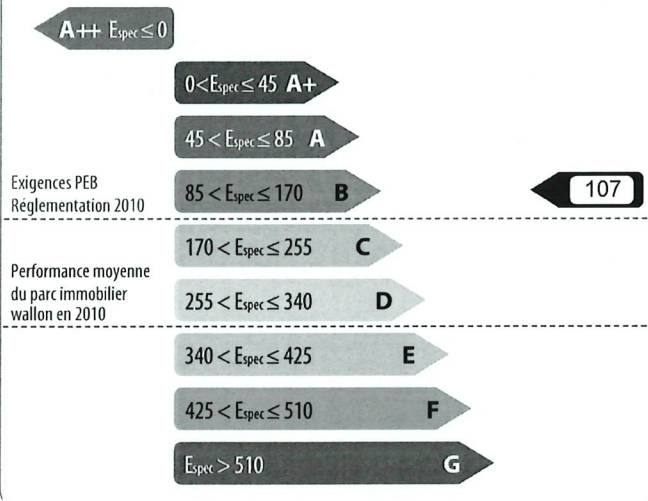 A++ Espec ≤ 0
0 < Espec ≤ 45 A+
45 < Espec ≤ 85 A
Exigences PEB
Réglementation 2010
85 < Espec ≤ 170 B
107
170 < Espec ≤ 255 C
Performance moyenne
du parc immobilier
wallon en 2010
255 < Espec ≤ 340 D
340 < Espec ≤ 425 E
425 < Espec ≤ 510 F
Espec > 510 G